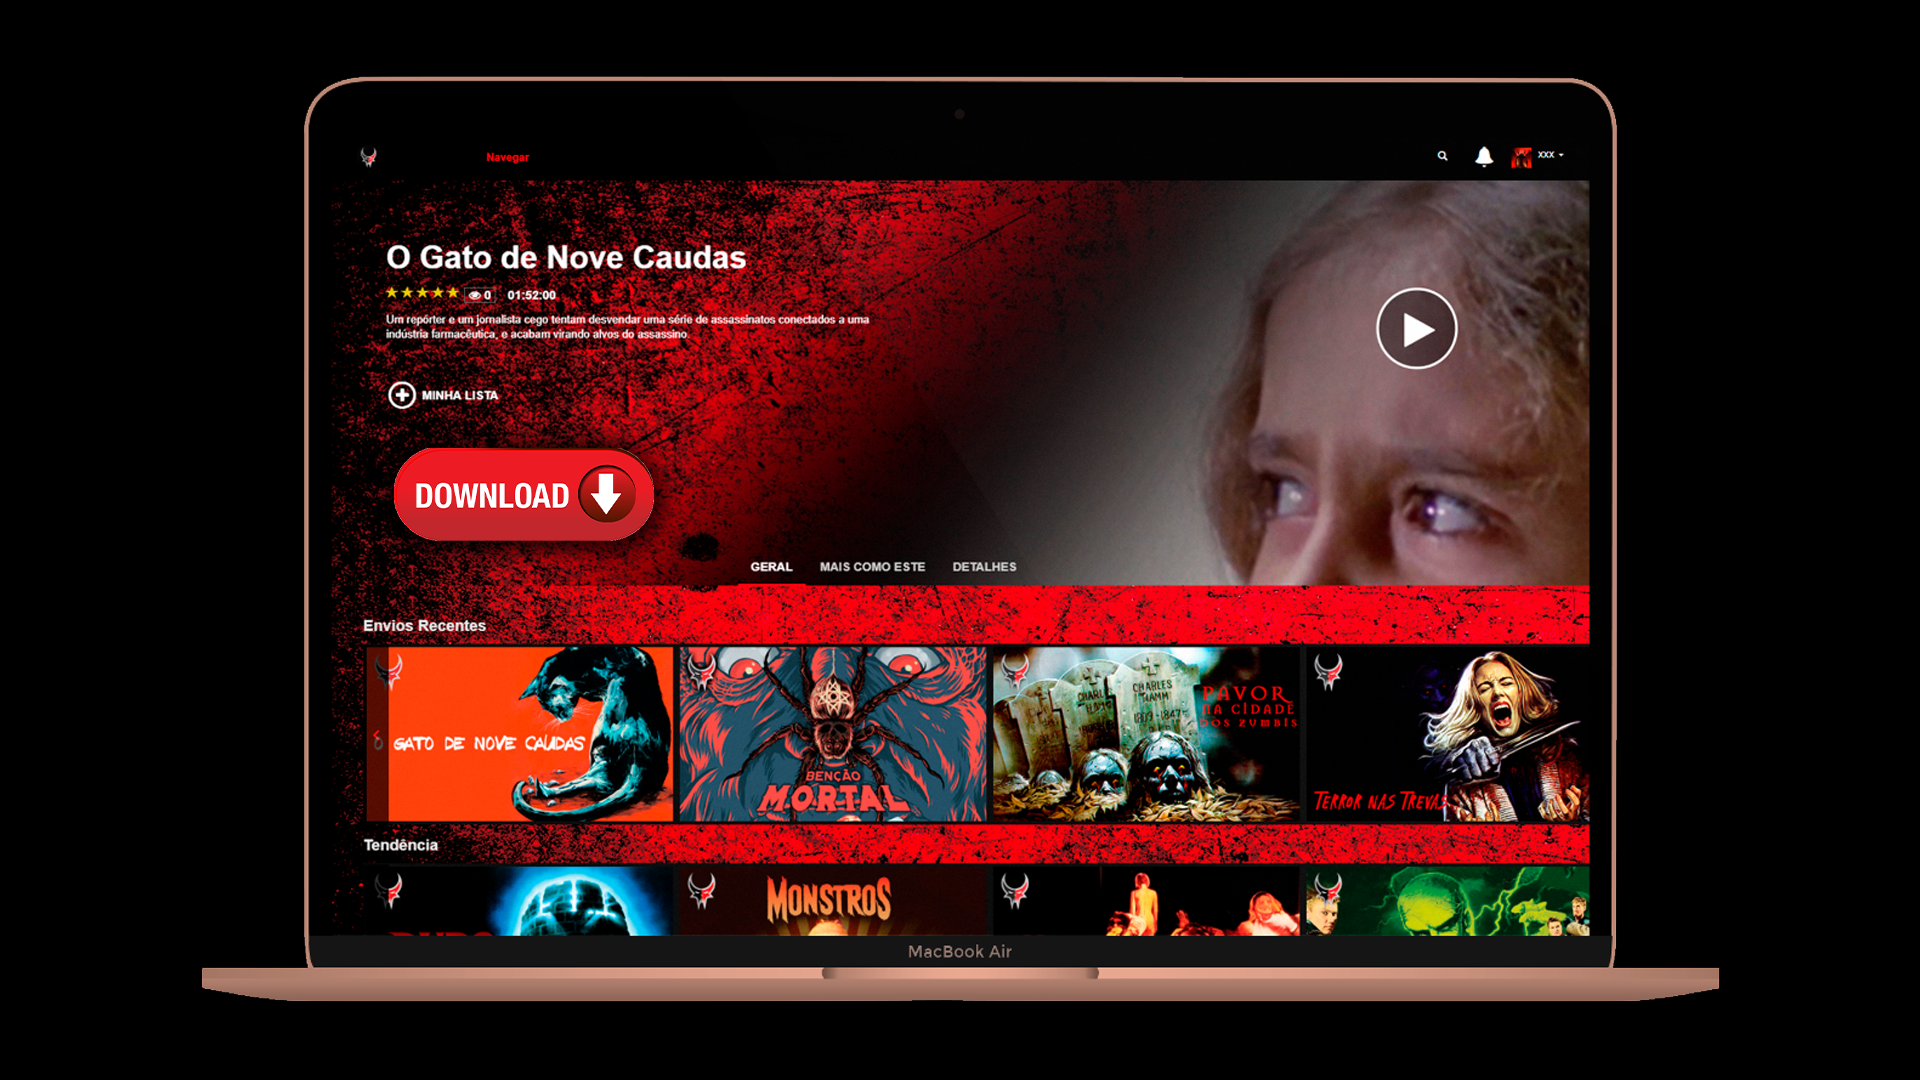 Navegar
XXX
O Gato de Nove Caudas
0 01:52:00
Um repórter e um jornalista cego tentam desvendar uma série de assassinatos conectados a uma
indústria farmacêutica, e acabam virando alvos do assassino.
MINHA LISTA
DOWNLOAD
GERAL MAIS COMO ESTE DETALHES
Envios Recentes
O GATO DE NOVE CAUDAS
BENÇÃO
MORTAL
CHARLES
LAMM
1809-1847
PAVOR
NA CIDADE
DOS ZUMBIS
TERROR NAS TREVAS
Tendência
MONSTROS
MacBook Air